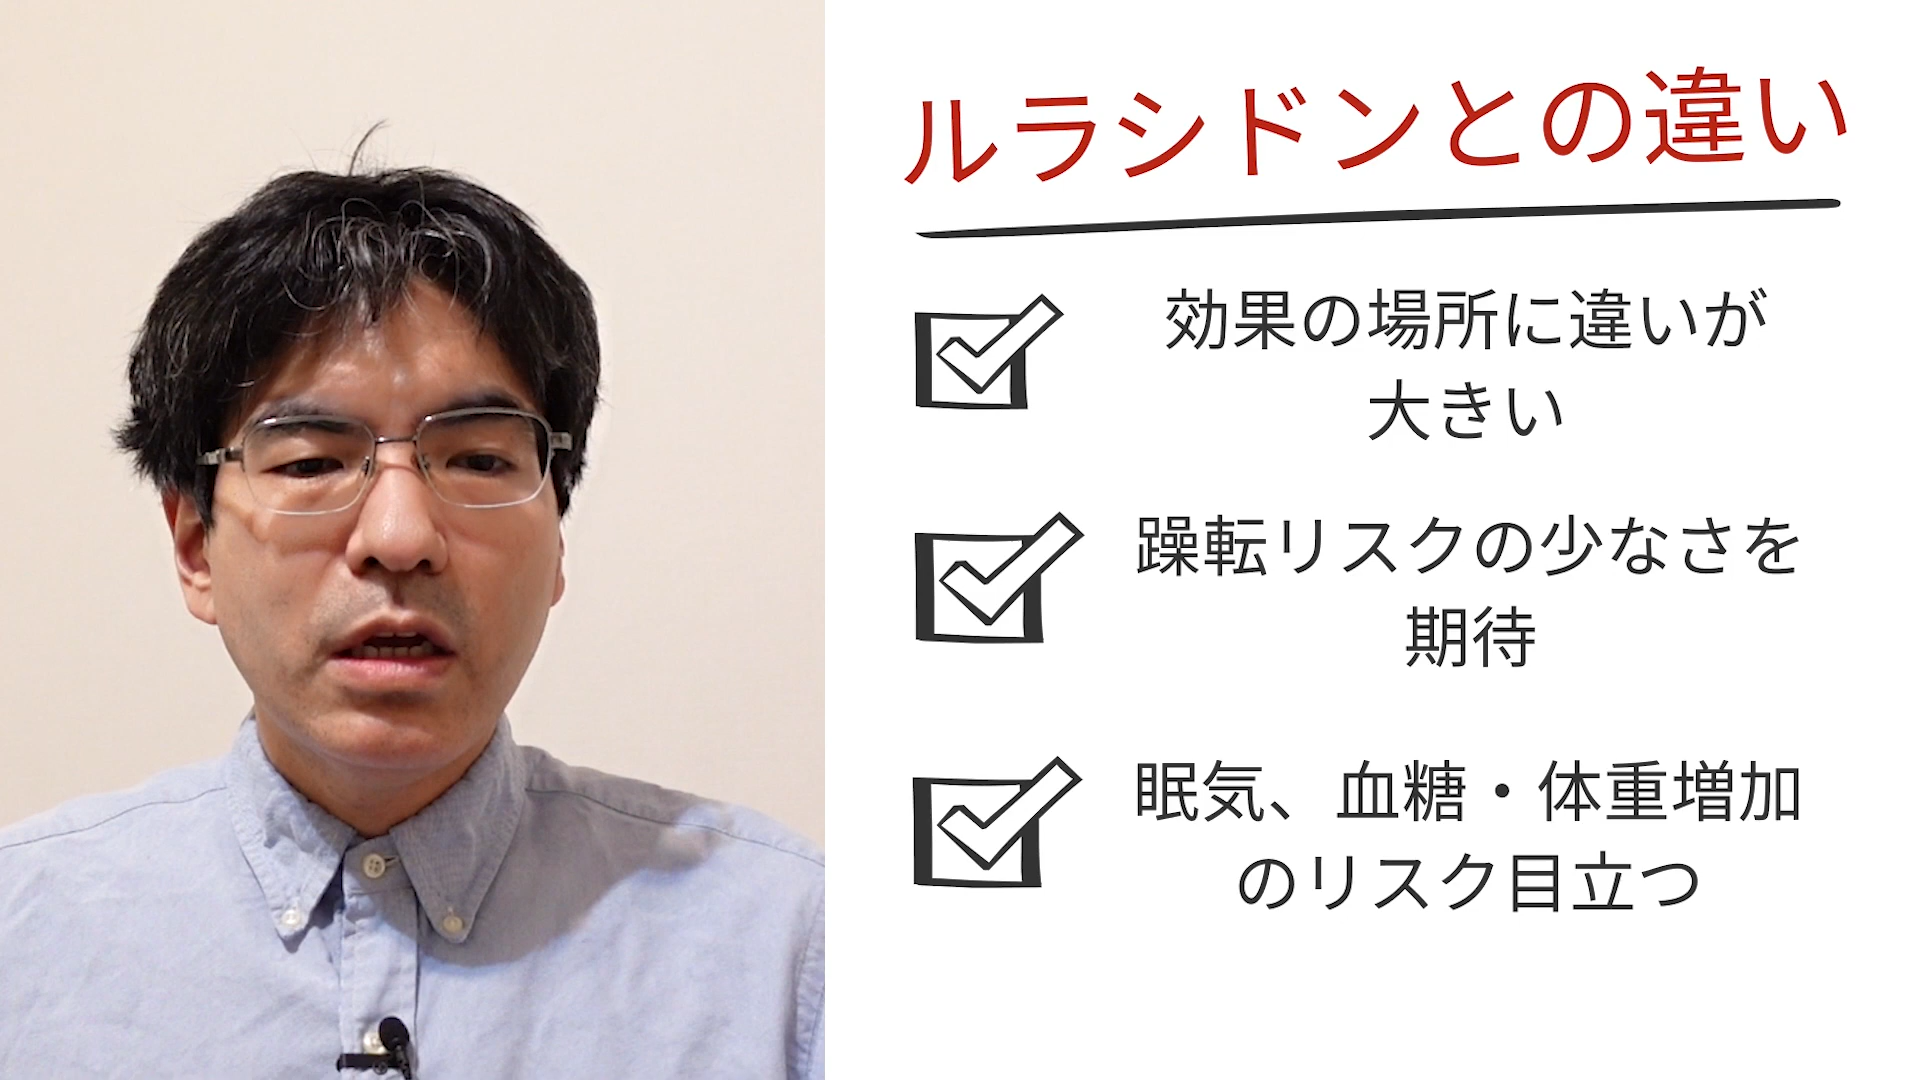 ルラシドンとの違い
効果の場所に違いが
大きい
躁転リスクの少なさを
期待
眠気、血糖・体重増加
のリスク目立つ